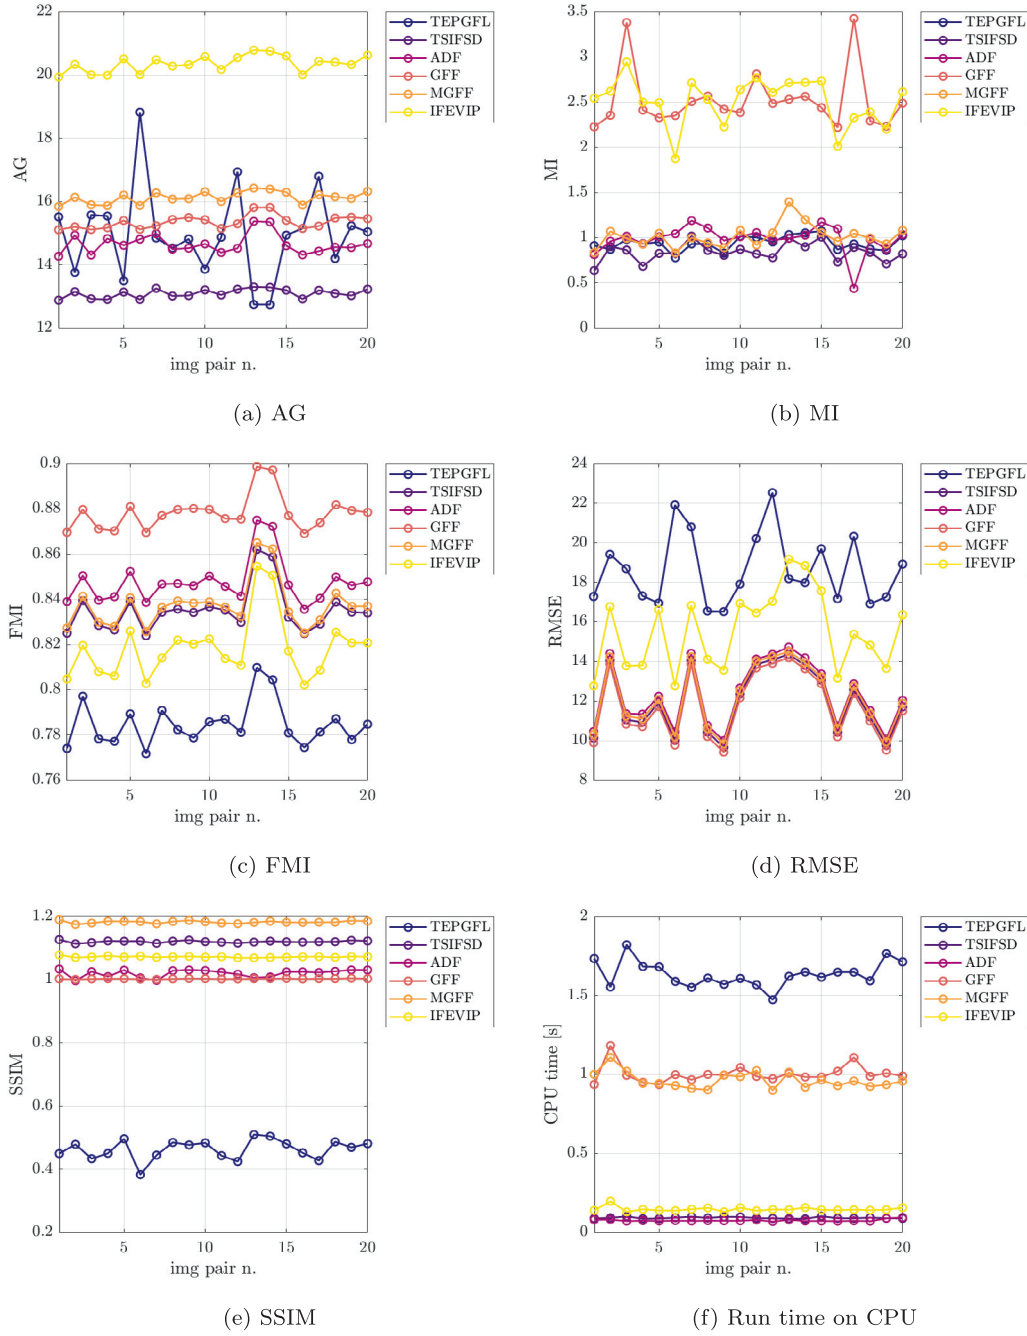 22
20
18
16
14
12
AG
5
10
15
20
img pair n.
TEPGFL
TSIFSD
ADF
GFF
MGFF
IFEVIP
(a) AG
3.5
3
2.5
2
1.5
1
0.5
0
MI
5
10
15
20
img pair n.
TEPGFL
TSIFSD
ADF
GFF
MGFF
IFEVIP
(b) MI
0.9
0.88
0.86
0.84
0.82
0.8
0.78
0.76
FMI
5
10
15
20
img pair n.
TEPGFL
TSIFSD
ADF
GFF
MGFF
IFEVIP
(c) FMI
24
22
20
18
16
14
12
10
8
RMSE
5
10
15
20
img pair n.
TEPGFL
TSIFSD
ADF
GFF
MGFF
IFEVIP
(d) RMSE
1.2
1
0.8
0.6
0.4
0.2
SSIM
5
10
15
20
img pair n.
TEPGFL
TSIFSD
ADF
GFF
MGFF
IFEVIP
(e) SSIM
2
1.5
1
0.5
0
CPU time [s]
5
10
15
20
img pair n.
TEPGFL
TSIFSD
ADF
GFF
MGFF
IFEVIP
(f) Run time on CPU